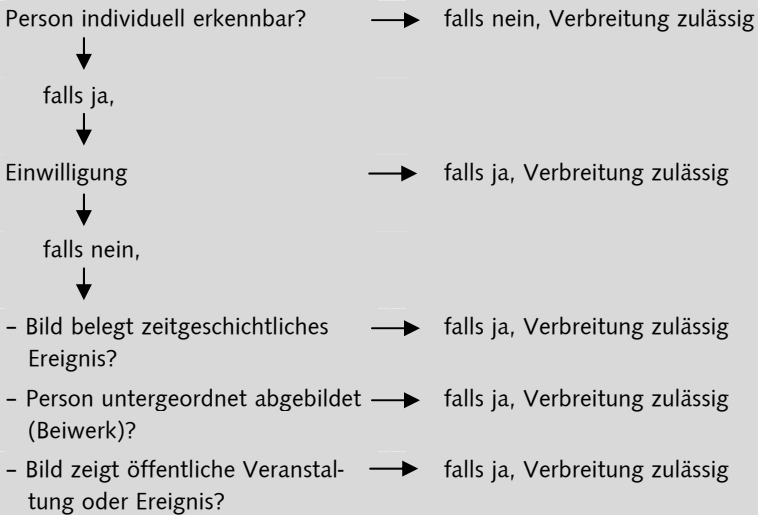 Person individuell erkennbar? falls nein, Verbreitung zulässig
falls ja,
Einwilligung falls ja, Verbreitung zulässig
falls nein,
– Bild belegt zeitgeschichtliches falls ja, Verbreitung zulässig
Ereignis?
– Person untergeordnet abgebildet falls ja, Verbreitung zulässig
(Beiwerk)?
– Bild zeigt öffentliche Veranstal- falls ja, Verbreitung zulässig
tung oder Ereignis?